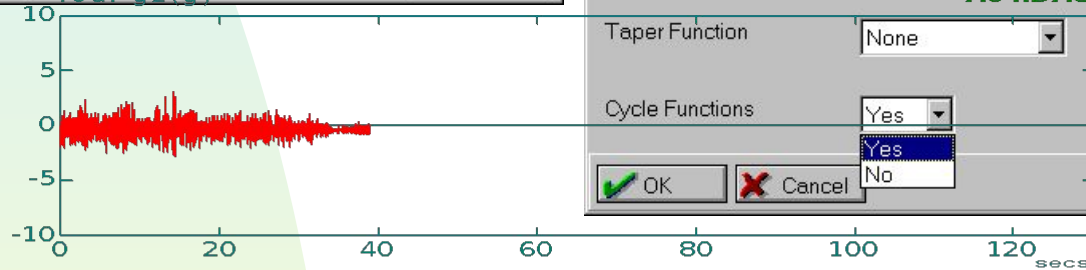 10
5
0
-5
-10
0 20 40 60 80 100 120
secs
Taper Function None
Cycle Functions Yes
Yes
No
OK Cancel